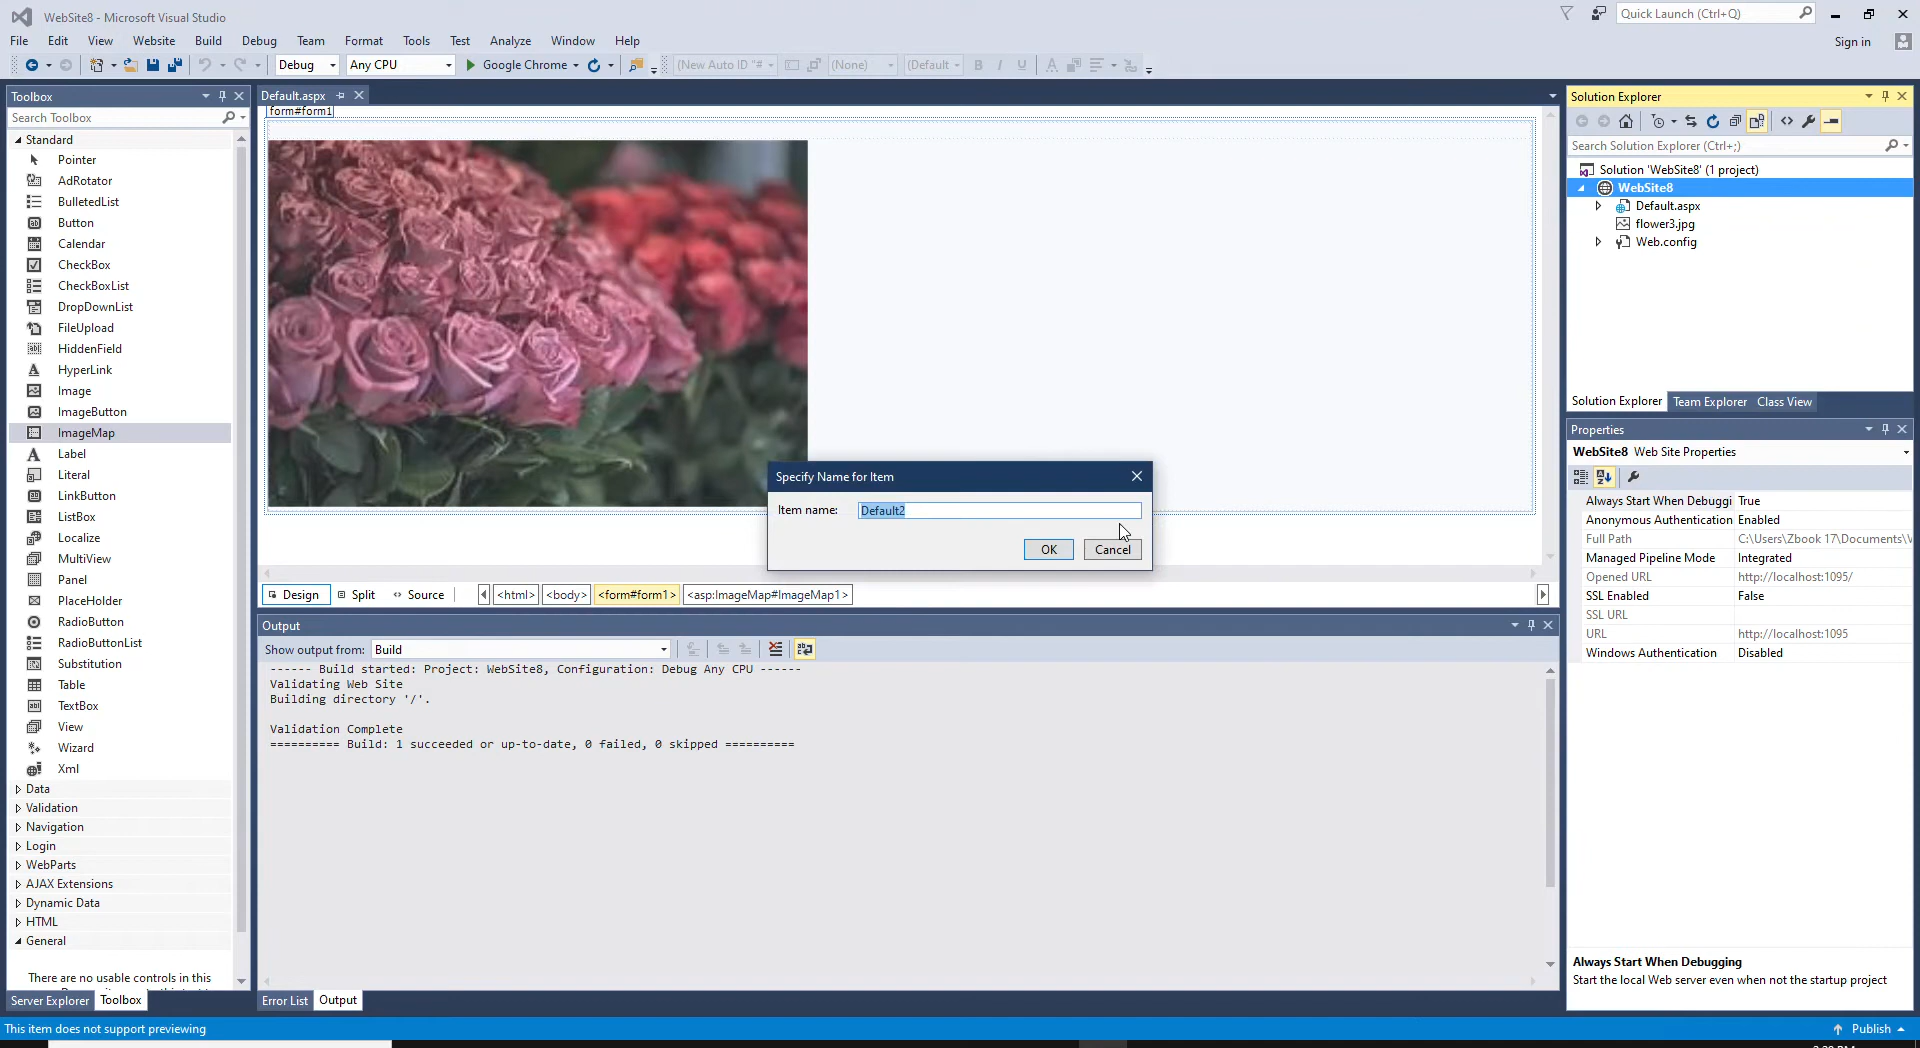 WebSite8 - Microsoft Visual Studio
Quick Launch (Ctrl+Q)
File Edit View Website Build Debug Team Format Tools Test Analyze Window Help
Sign in
Debug Any CPU Google Chrome (New Auto ID "# (None) (Default B I U A
Toolbox
Search Toolbox
Standard
Pointer
AdRotator
BulletedList
Button
Calendar
CheckBox
CheckBoxList
DropDownList
FileUpload
HiddenField
HyperLink
Image
ImageButton
ImageMap
Label
Literal
LinkButton
ListBox
Localize
MultiView
Panel
PlaceHolder
RadioButton
RadioButtonList
Substitution
Table
TextBox
View
Wizard
Xml
Data
Validation
Navigation
Login
WebParts
AJAX Extensions
Dynamic Data
HTML
General
There are no usable controls in this
Server Explorer Toolbox
Default.aspx
form#form1
Specify Name for Item
Item name: Default2
OK Cancel
Design Split Source <html> <body> <form#form1> <asp:ImageMap#ImageMap1>
Output
Show output from: Build
------ Build started: Project: WebSite8, Configuration: Debug Any CPU ------
Validating Web Site
Building directory '/'.
Validation Complete
========== Build: 1 succeeded or up-to-date, 0 failed, 0 skipped ==========
Error List Output
Solution Explorer
Search Solution Explorer (Ctrl+;)
Solution 'WebSite8' (1 project)
WebSite8
Default.aspx
flower3.jpg
Web.config
Solution Explorer Team Explorer Class View
Properties
WebSite8 Web Site Properties
Always Start When Debuggi True
Anonymous Authentication Enabled
Full Path C:\Users\Zbook 17\Documents\V
Managed Pipeline Mode Integrated
Opened URL http://localhost:1095/
SSL Enabled False
SSL URL
URL http://localhost:1095
Windows Authentication Disabled
Always Start When Debugging
Start the local Web server even when not the startup project
This item does not support previewing
Publish